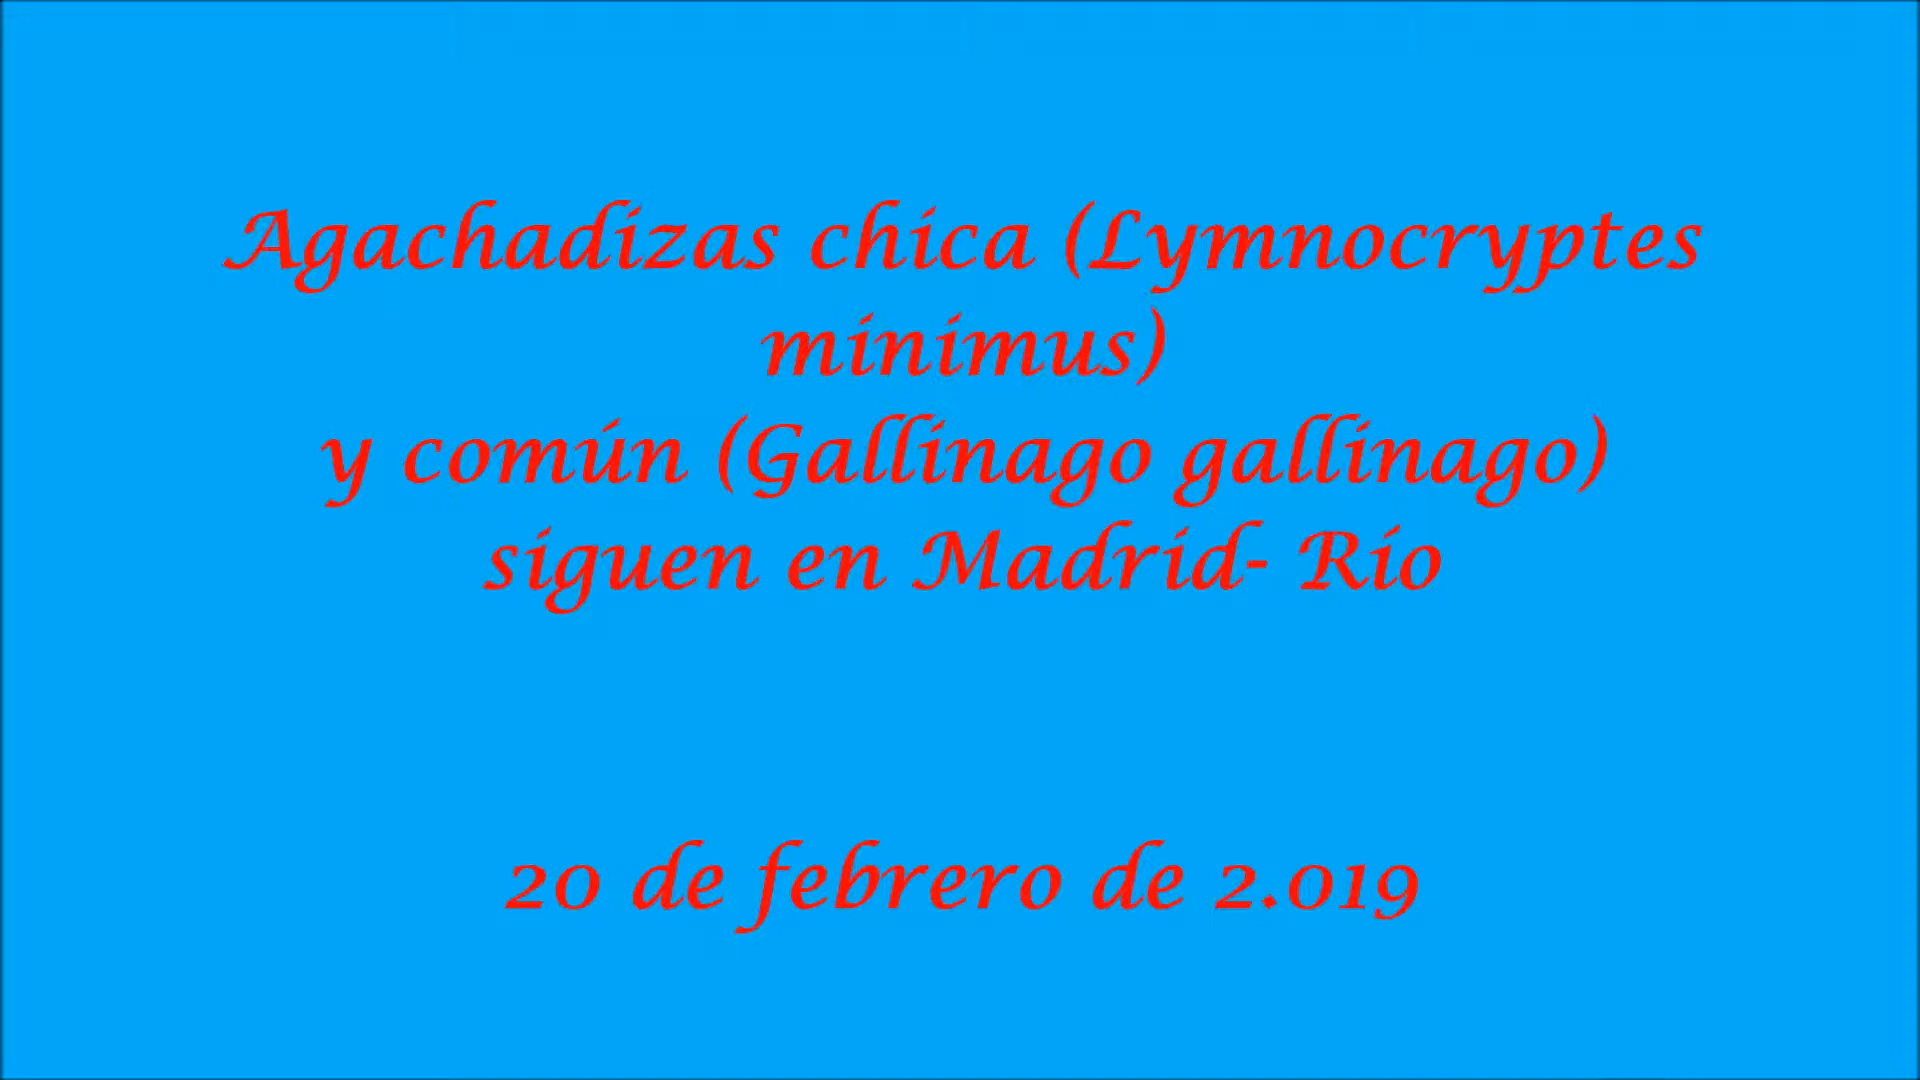 Agachadizas chica (Lymnocryptes
minimus)
y común (Gallinago gallinago)
siguen en Madrid- Río
20 de febrero de 2.019